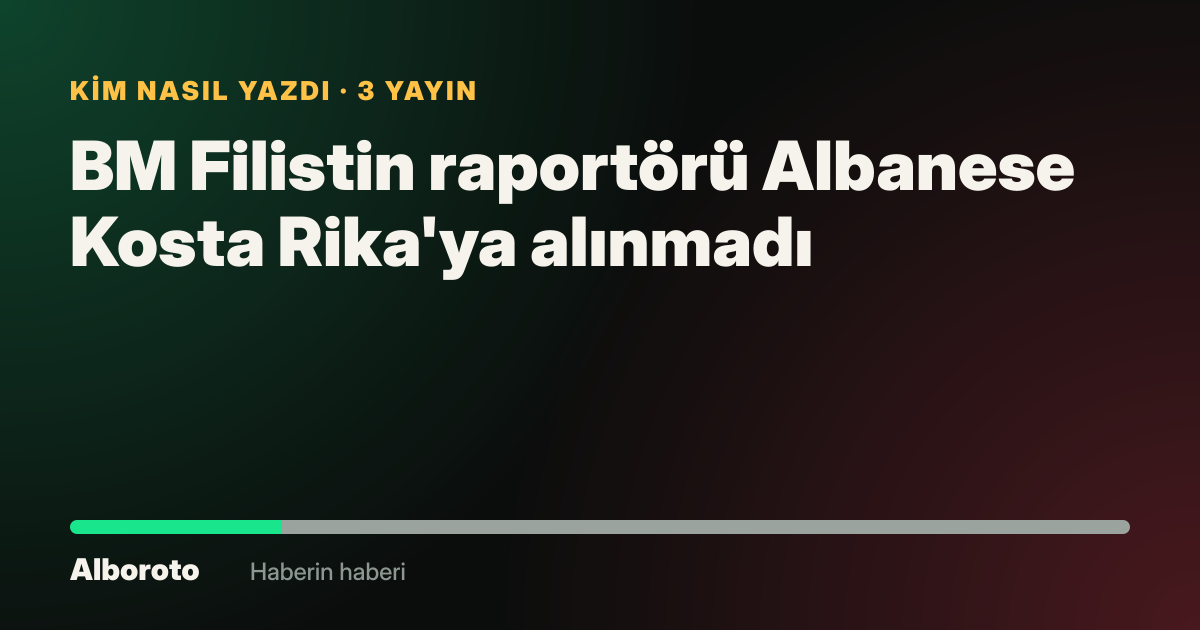 KİM NASIL YAZDI · 3 YAYIN
BM Filistin raportörü Albanese
Kosta Rika'ya alınmadı
Alboroto
Haberin haberi